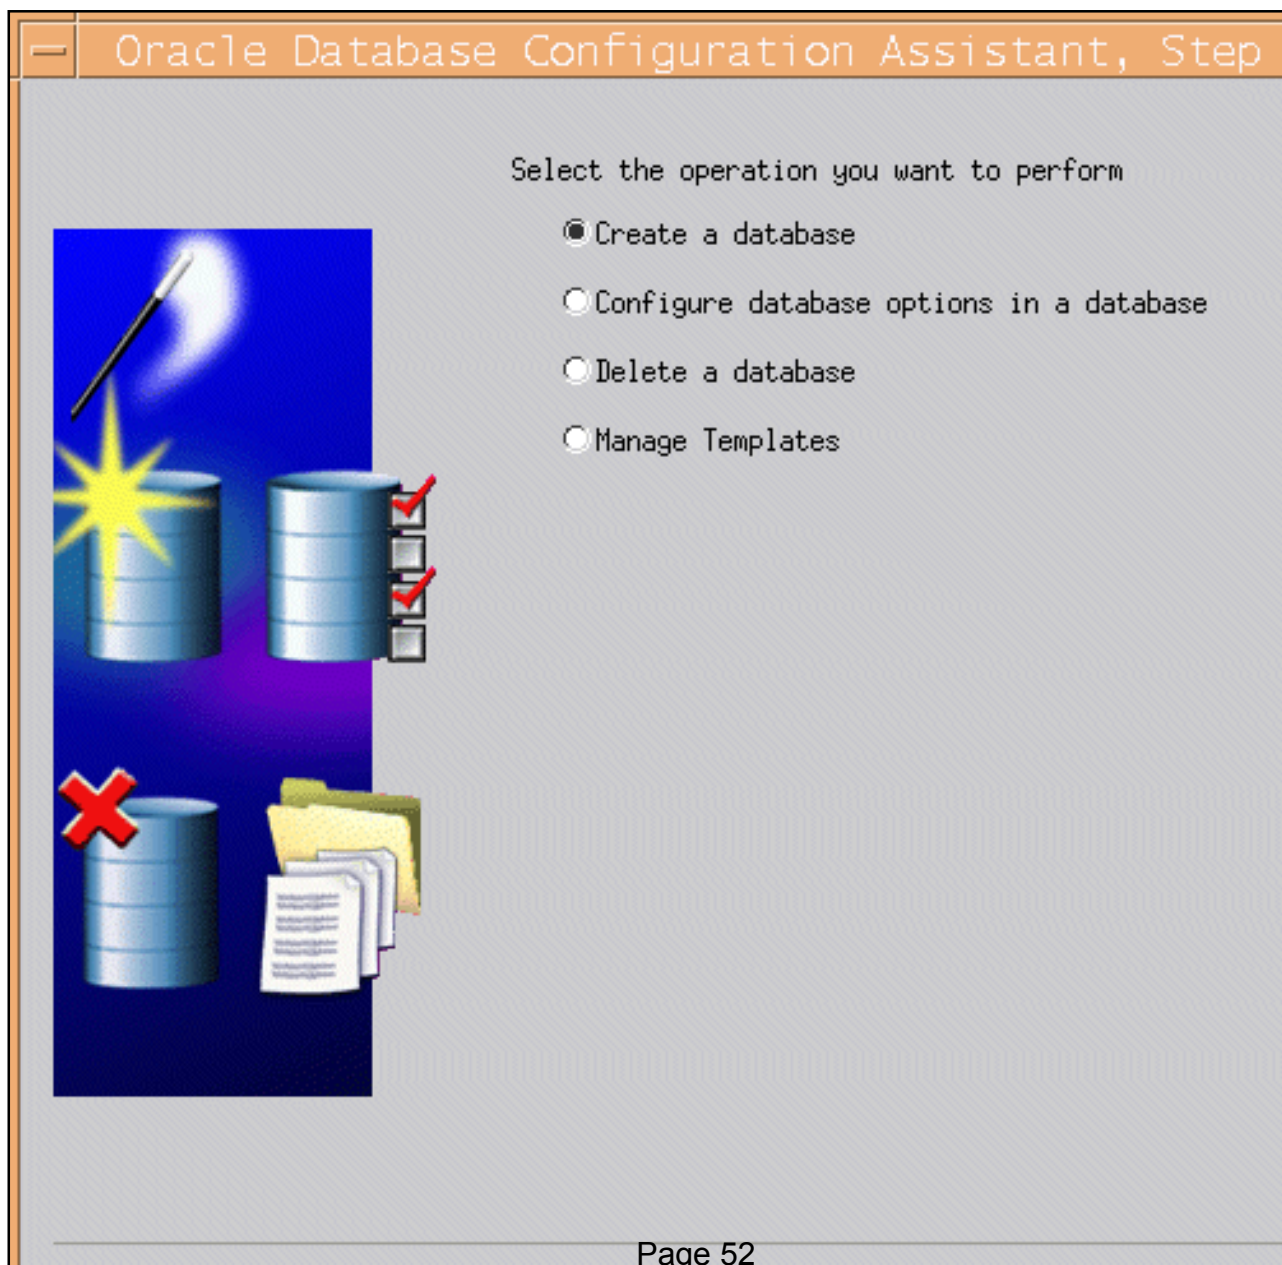 Oracle Database Configuration Assistant, Step
Select the operation you want to perform
Create a database
Configure database options in a database
Delete a database
Manage Templates
Page 52